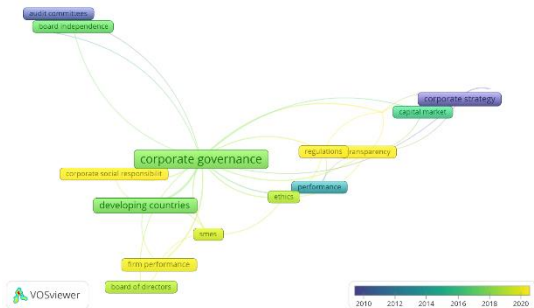 audit committees
board independence
corporate strategy
capital market
regulations
transparency
corporate governance
corporate social responsibilit
performance
ethics
developing countries
smes
firm performance
board of directors
VOSviewer
2010 2012 2014 2016 2018 2020